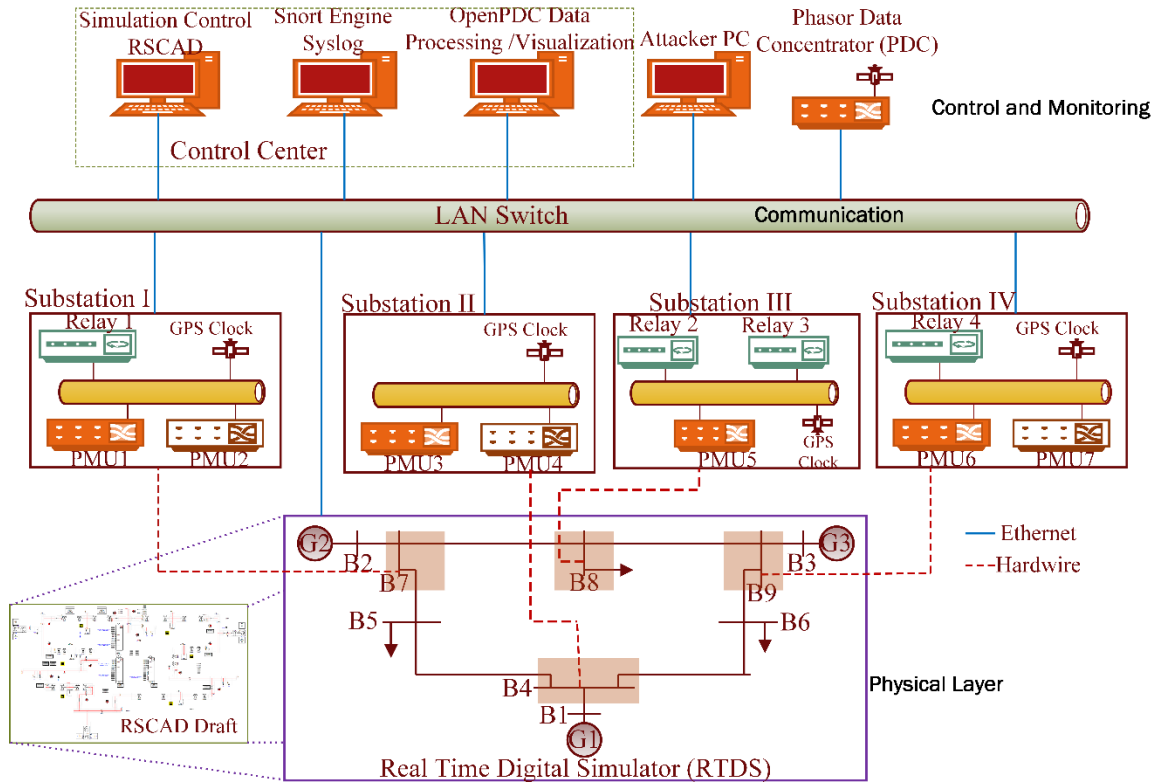 Simulation Control
RSCAD
Snort Engine
Syslog
OpenPDC Data
Processing /Visualization
Attacker PC
Phasor Data
Concentrator (PDC)
Control and Monitoring
Control Center
LAN Switch
Communication
Substation I
Relay 1
GPS Clock
PMU1
PMU2
Substation II
GPS Clock
PMU3
PMU4
Substation III
Relay 2
Relay 3
PMU5
GPS
Clock
Substation IV
Relay 4
GPS Clock
PMU6
PMU7
Ethernet
Hardwire
G2
B2
B7
B8
B9
B3
G3
B5
B6
B4
B1
G1
Physical Layer
RSCAD Draft
Real Time Digital Simulator (RTDS)